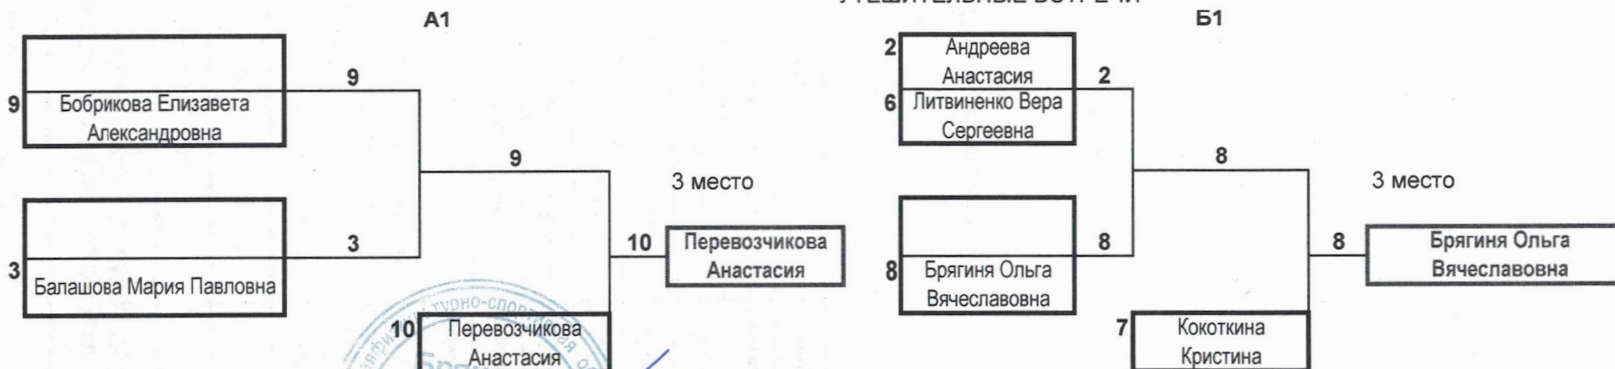 УТЕШИТЕЛЬНЫЕ ВСТРЕЧИ
А1
9
Бобрикова Елизавета
Александровна
9
3
Балашова Мария Павловна
3
9
10
Перевозчикова
Анастасия
3 место
10
Перевозчикова
Анастасия
Б1
2
Андреева
Анастасия
6
Литвиненко Вера
Сергеевна
2
8
Брягиня Ольга
Вячеславовна
8
8
7
Кокоткина
Кристина
3 место
8
Брягиня Ольга
Вячеславовна